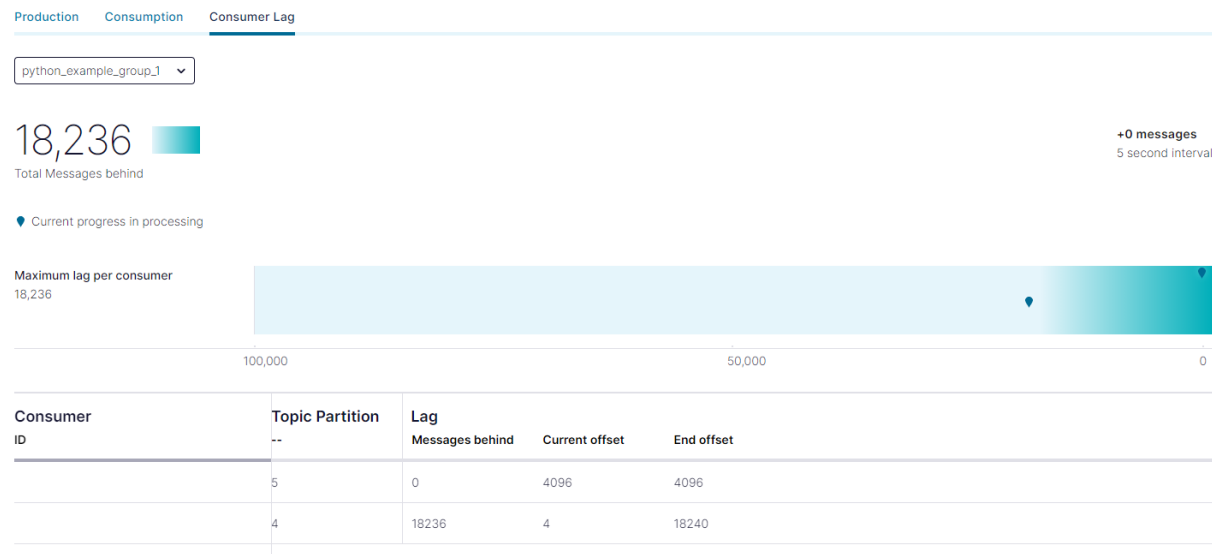 Production Consumption Consumer Lag
python_example_group_1
18,236
Total Messages behind
+0 messages
5 second interval
Current progress in processing
Maximum lag per consumer
18,236
100,000 50,000 0
Consumer Topic Partition Lag
ID -- Messages behind Current offset End offset
5 0 4096 4096
4 18236 4 18240